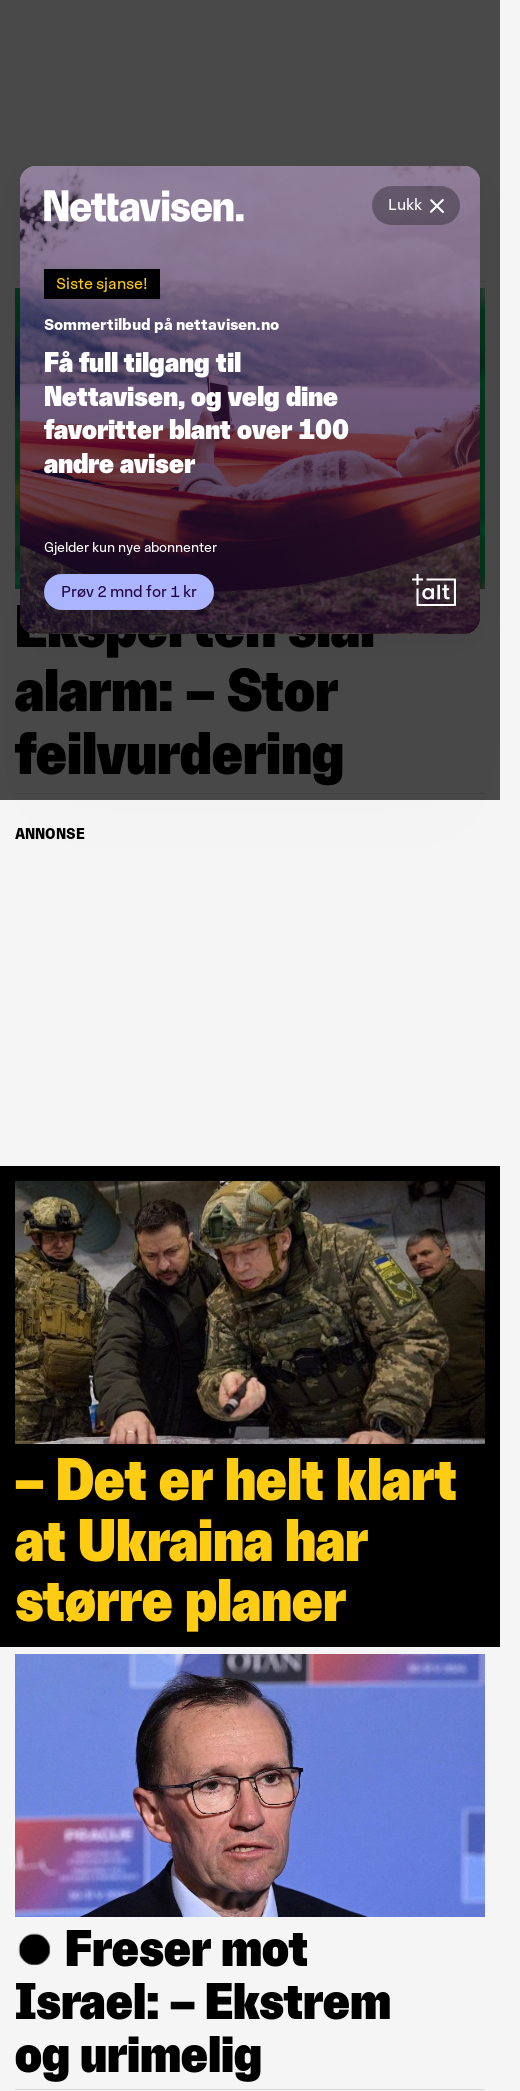 Nettavisen.
Lukk
Siste sjanse!
Sommertilbud på nettavisen.no
Få full tilgang til
Nettavisen, og velg dine
favoritter blant over 100
andre aviser
Gjelder kun nye abonnenter
Prøv 2 mnd for 1 kr
+alt
Eksperten slår
alarm: – Stor
feilvurdering
ANNONSE
– Det er helt klart
at Ukraina har
større planer
OTAN
PRAGUE
Freser mot
Israel: – Ekstrem
og urimelig